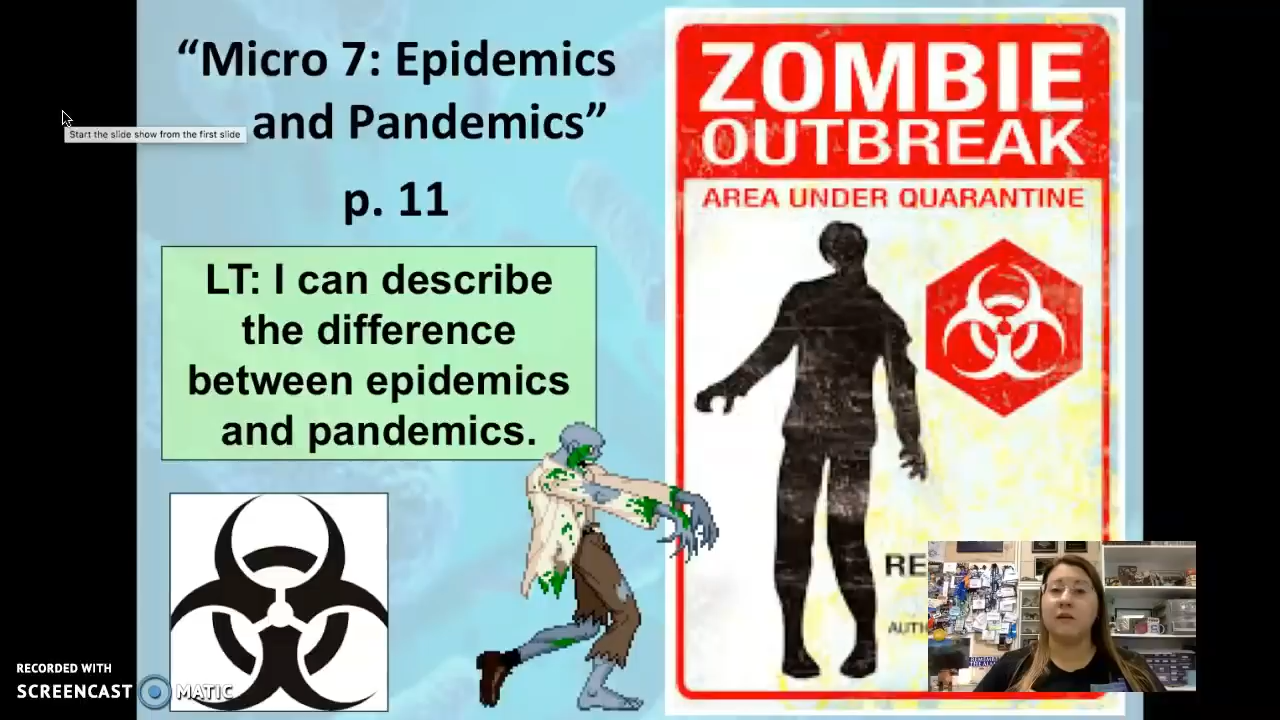 “Micro 7: Epidemics
and Pandemics”
p. 11
Start the slide show from the first slide
LT: I can describe
the difference
between epidemics
and pandemics.
ZOMBIE
OUTBREAK
AREA UNDER QUARANTINE
RE
AUTH
RECORDED WITH
SCREENCAST MATIC